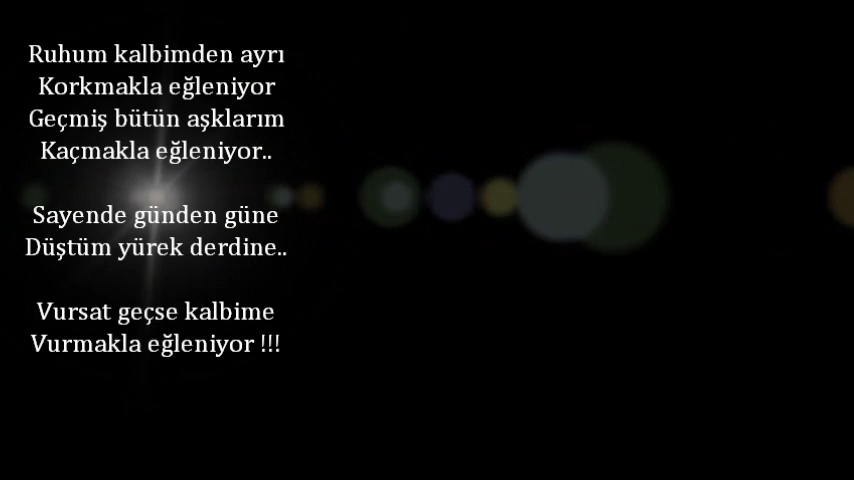 Ruhum kalbimden ayrı
Korkmakla eğleniyor
Geçmiş bütün aşklarım
Kaçmakla eğleniyor..
Sayende günden güne
Düştüm yürek derdine..
Vursat geçse kalbime
Vurmakla eğleniyor !!!